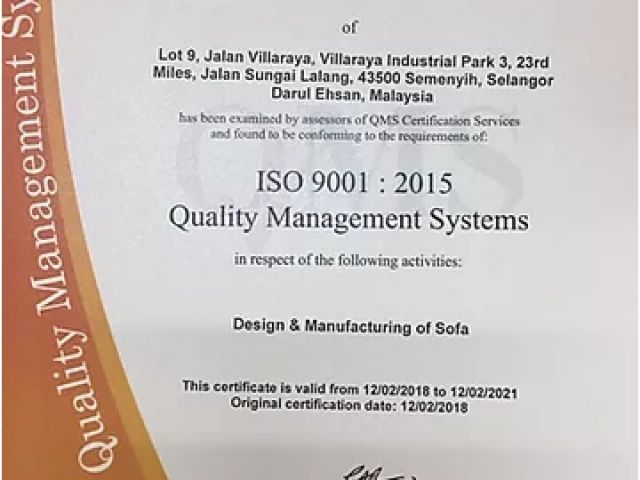 of
Lot 9, Jalan Villaraya, Villaraya Industrial Park 3, 23rd
Miles, Jalan Sungai Lalang, 43500 Semenyih, Selangor
Darul Ehsan, Malaysia
has been examined by assessors of QMS Certification Services
and found to be conforming to the requirements of:
QMS
ISO 9001 : 2015
Quality Management Systems
in respect of the following activities:
Design & Manufacturing of Sofa
This certificate is valid from 12/02/2018 to 12/02/2021
Original certification date: 12/02/2018
Quality Management Sy